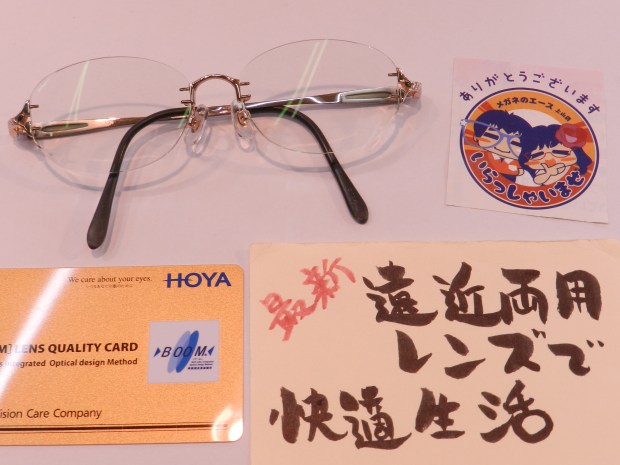 ありがとうございます
メガネのエース
いらっしゃいませ
We care about your eyes.
HOYA
LENS QUALITY CARD
Integrated Optical design Method
BOOM
ision Care Company
最新
遠近両用
レンズで
快適生活